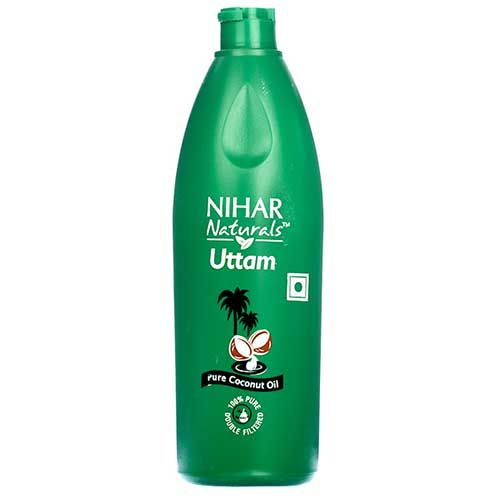 NIHAR
Naturals™
Uttam
Pure Coconut Oil
100% PURE
DOUBLE FILTERED